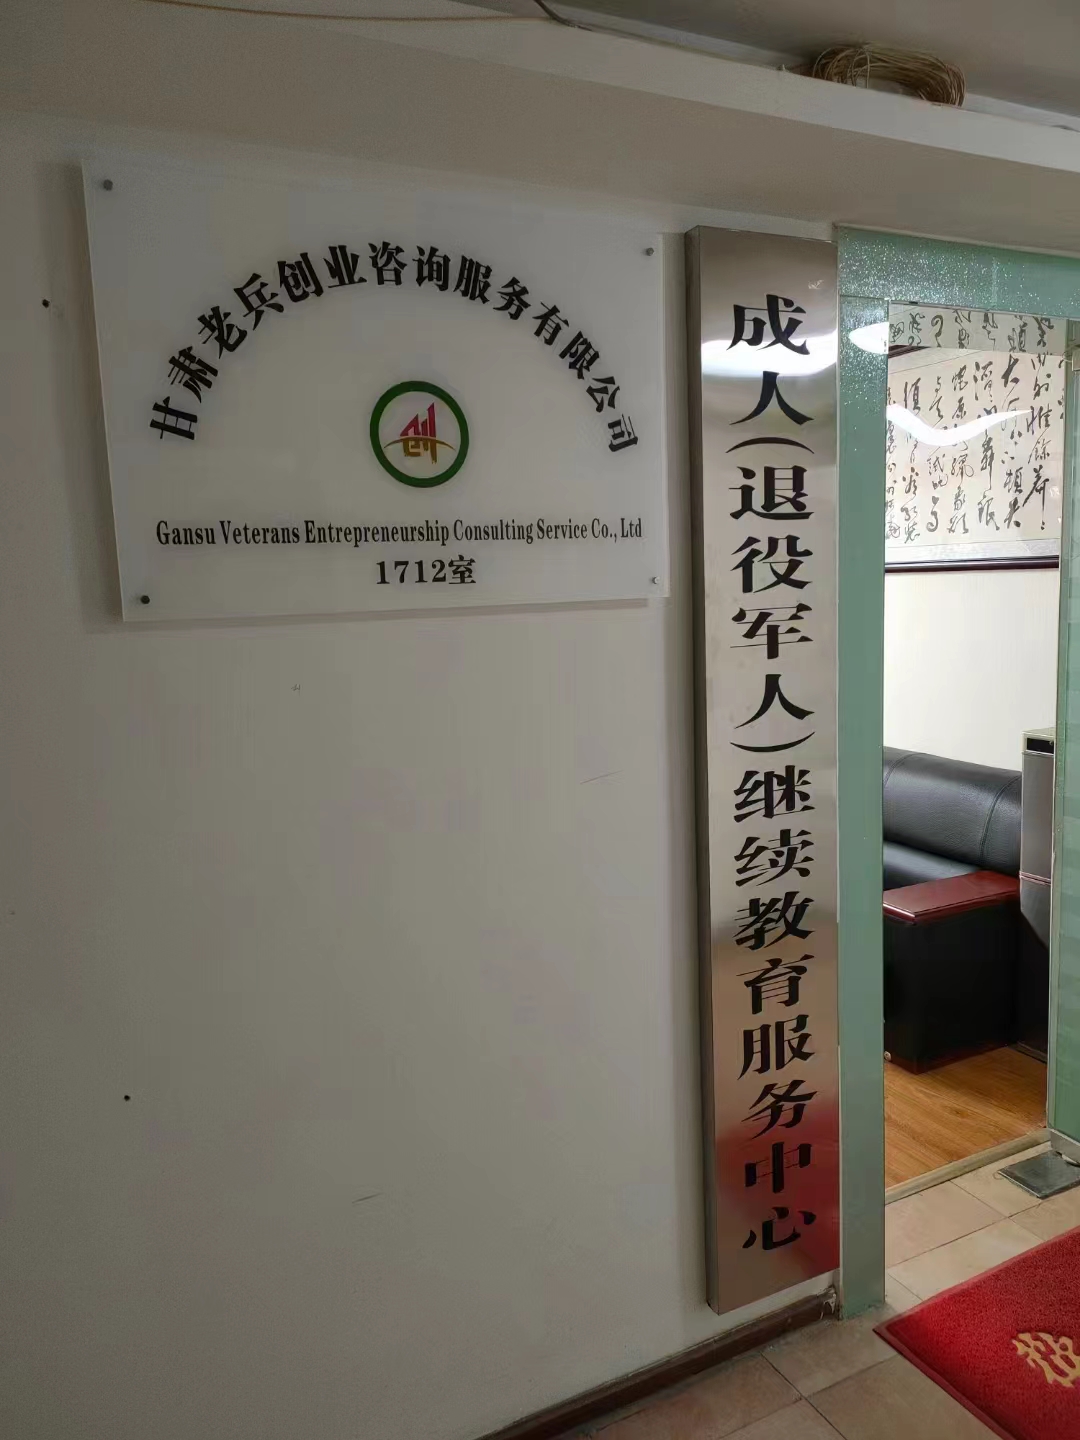 甘肃老兵创业咨询服务有限公司
创
Gansu Veterans Entrepreneurship Consulting Service Co., Ltd
1712室
成人(退役军人)继续教育服务中心